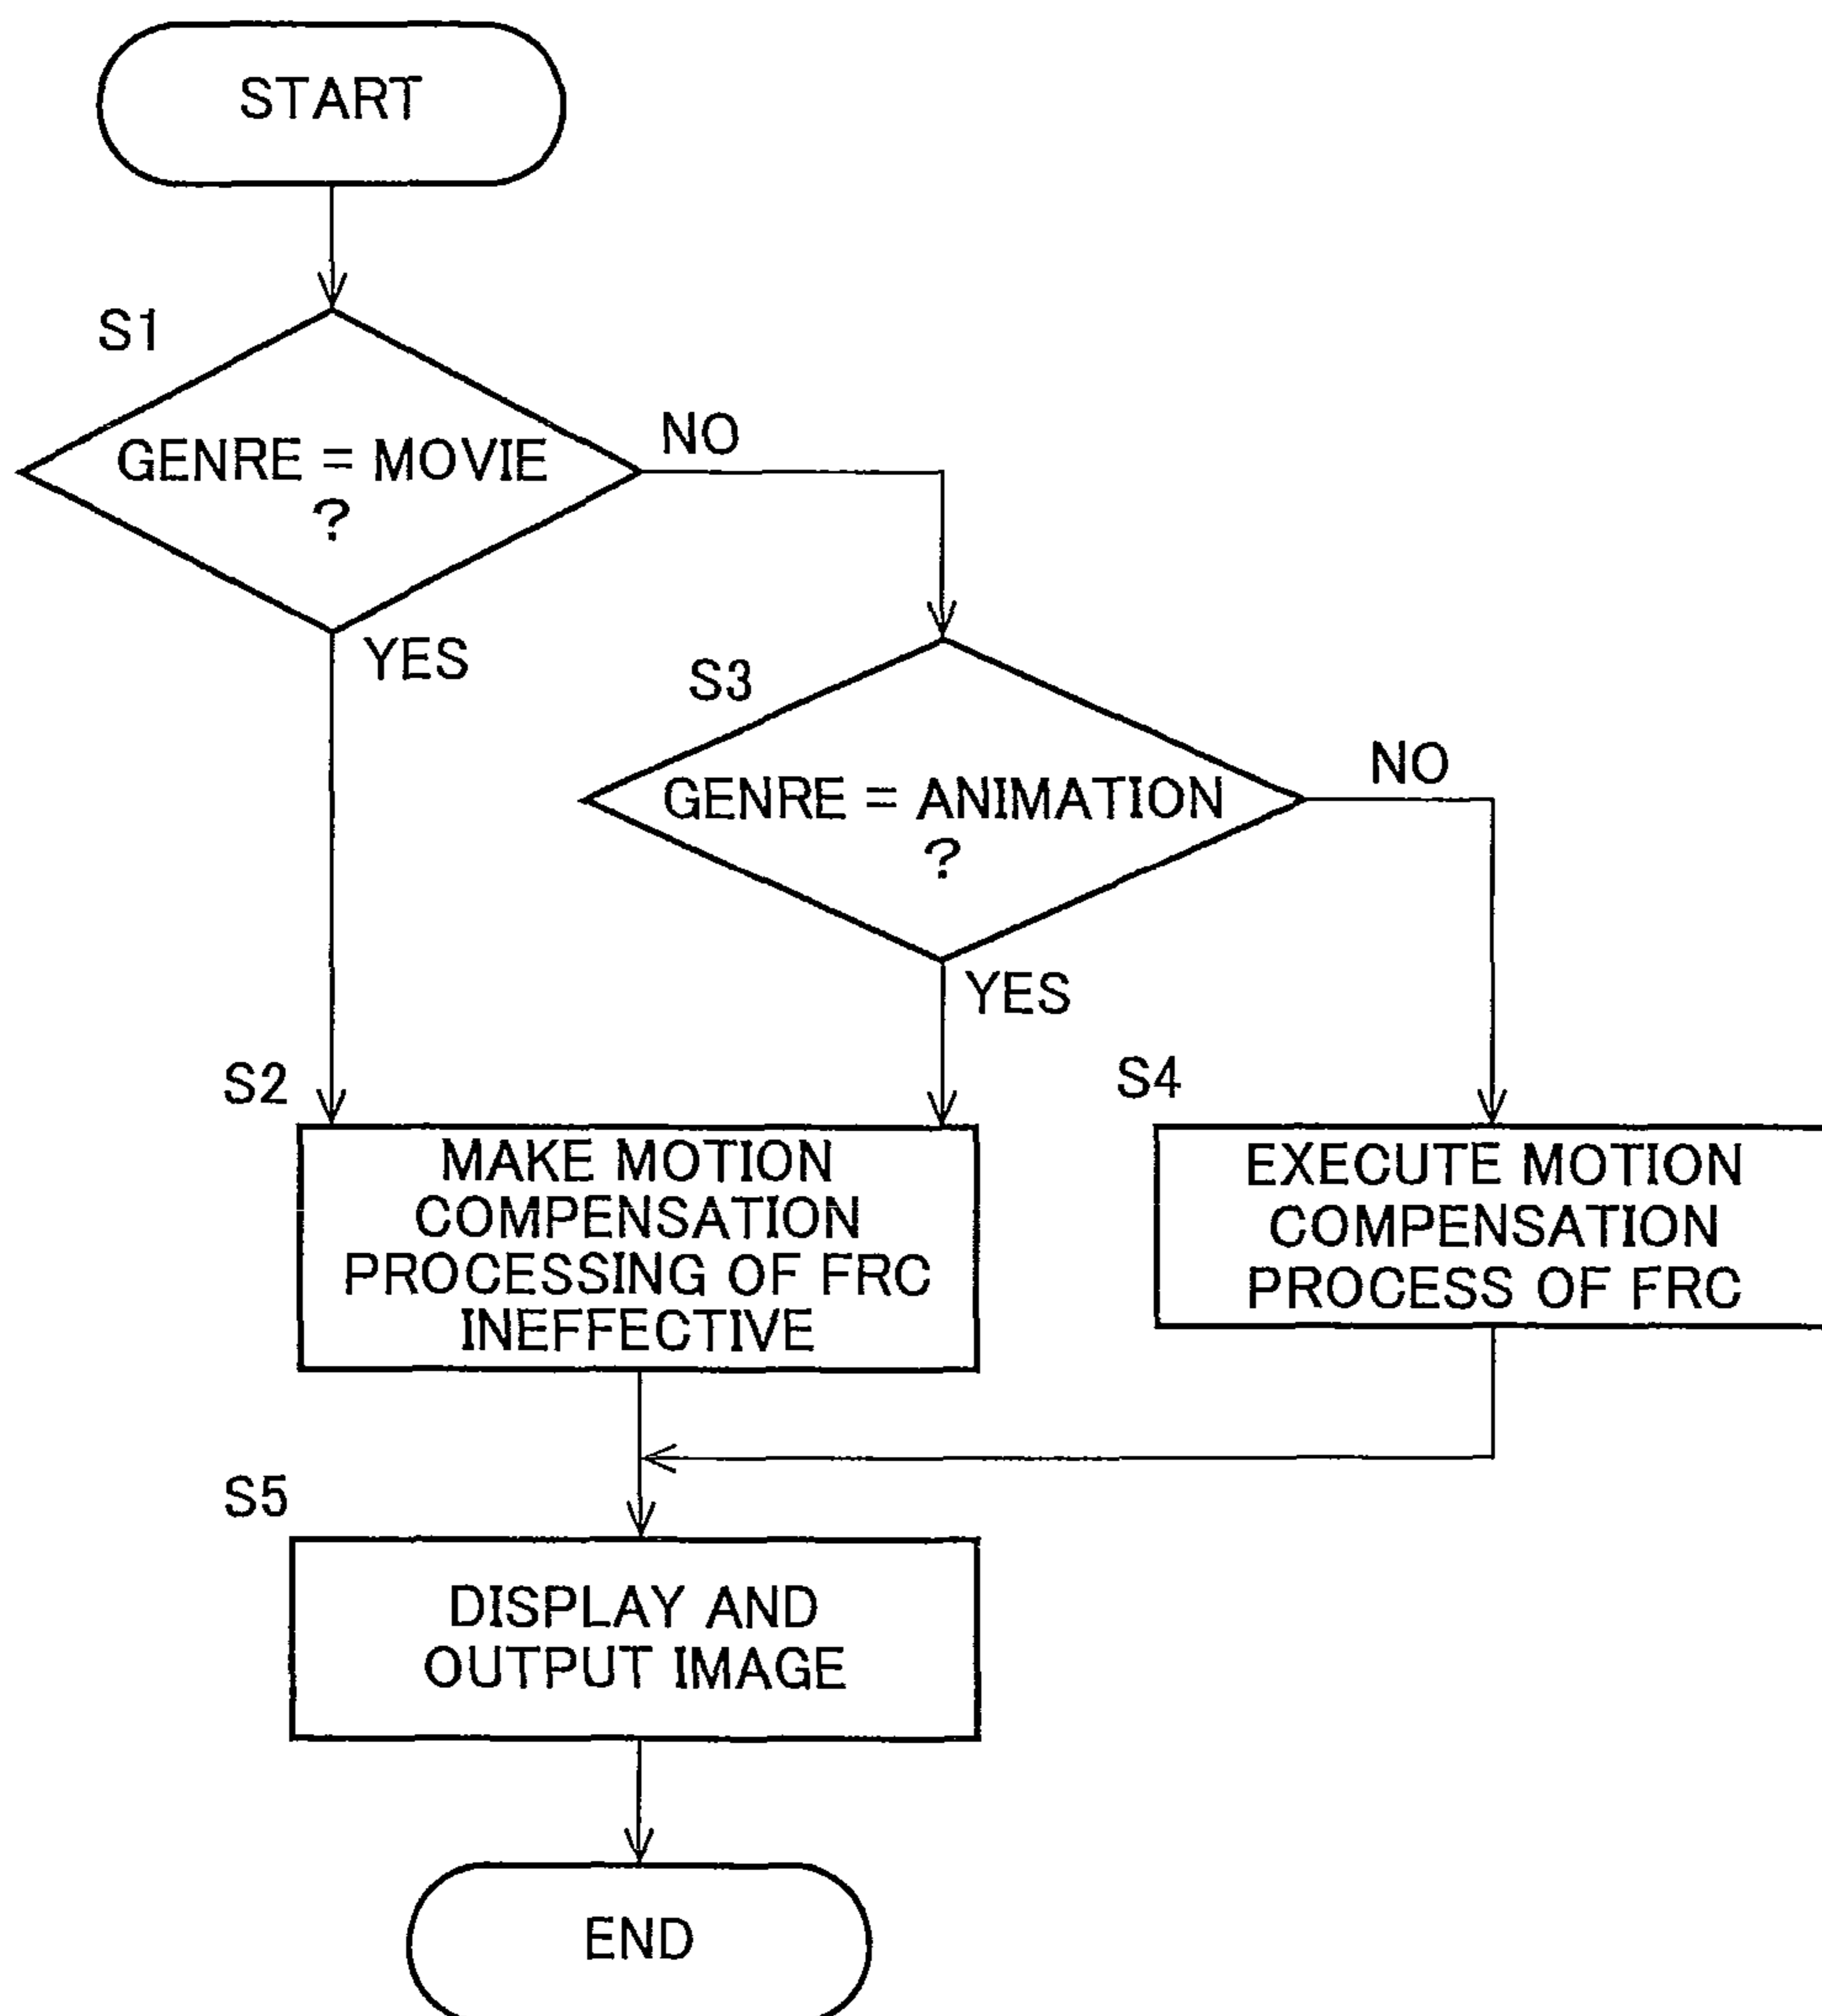 START
S1
GENRE = MOVIE
?
NO
YES
S3
GENRE = ANIMATION
?
NO
YES
S2
MAKE MOTION
COMPENSATION
PROCESSING OF FRC
INEFFECTIVE
S4
EXECUTE MOTION
COMPENSATION
PROCESS OF FRC
S5
DISPLAY AND
OUTPUT IMAGE
END